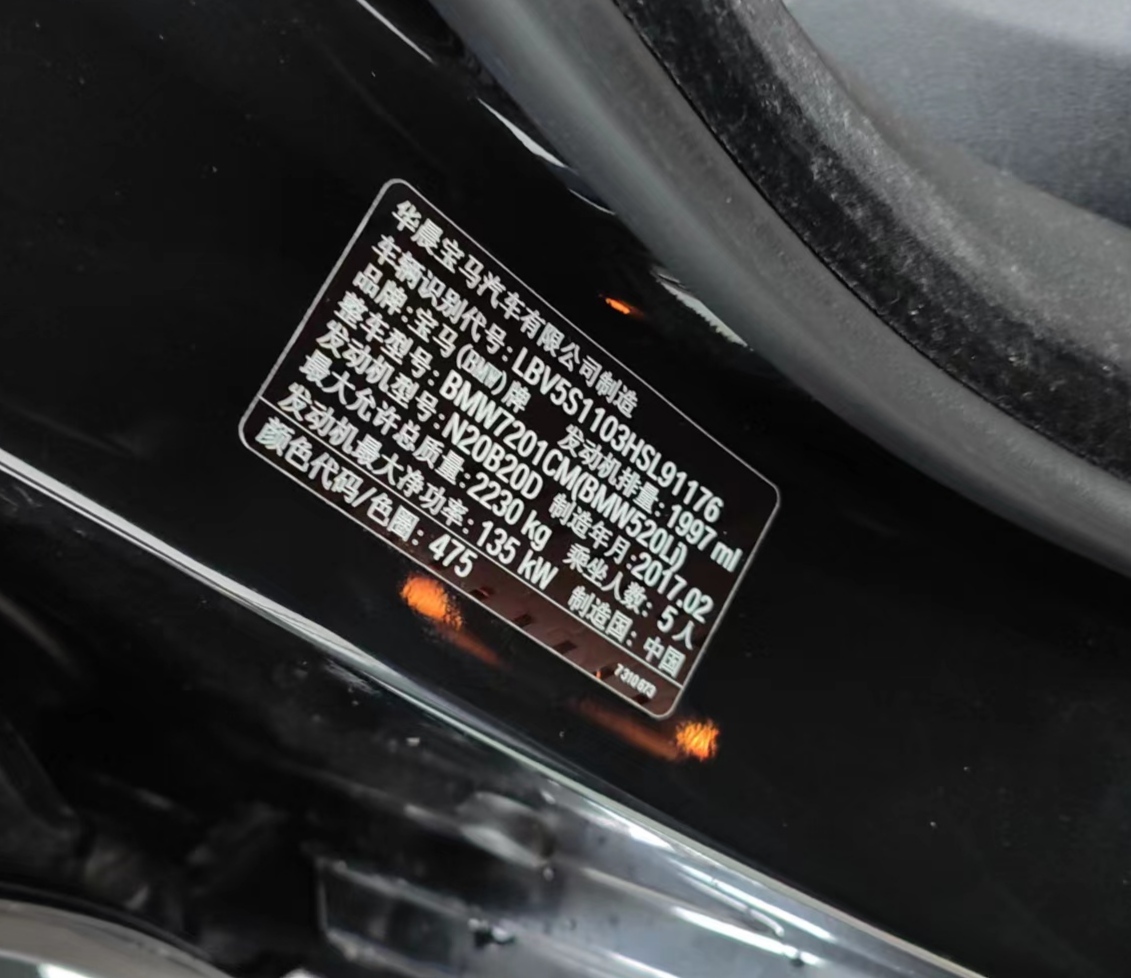 华晨宝马汽车有限公司制造
车辆识别代号: LBV5S1103HSL91176
品牌:宝马(BMW)牌 发动机排量: 1997 ml
整车型号: BMW7201CM(BMW520Li)
发动机型号: N20B20D 制造年月:2017.02
最大允许总质量: 2230 kg 乘坐人数: 5 人
发动机最大净功率: 135 kW 制造国: 中国
颜色代码/色圈: 475
7310 673